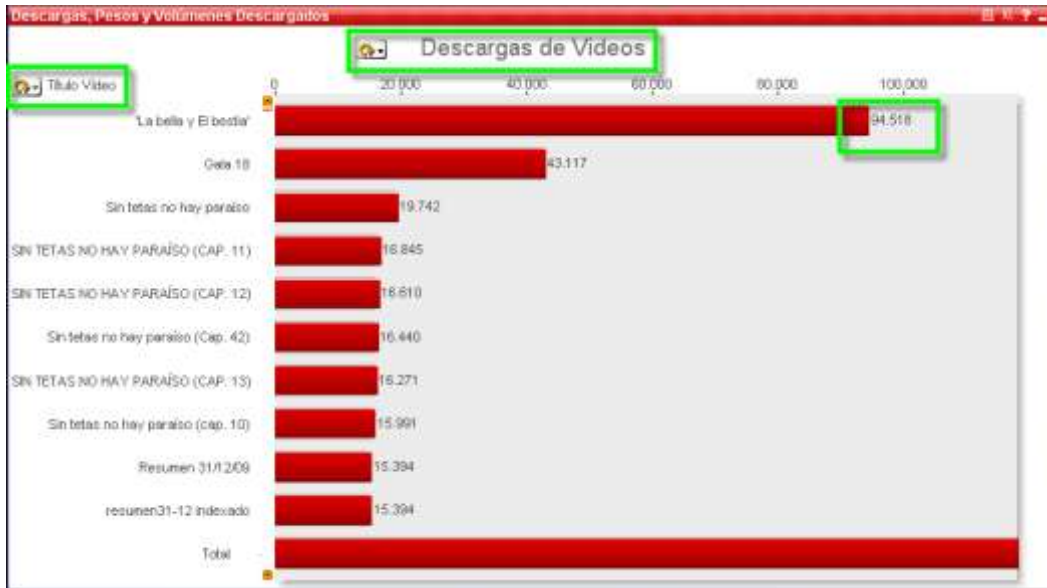 Descargas, Pesos y Volúmenes Descargados
Descargas de Videos
Título Video
0 20.000 40.000 60.000 80.000 100.000
'La bella y El bestia' 94.518
Gala 18 43.117
Sin tetas no hay paraiso 19.742
SIN TETAS NO HAY PARAÍSO (CAP. 11) 16.845
SIN TETAS NO HAY PARAÍSO (CAP. 12) 16.610
Sin tetas no hay paraiso (Cap. 42) 16.440
SIN TETAS NO HAY PARAÍSO (CAP. 13) 16.271
Sin tetas no hay paraiso (cap. 10) 15.991
Resumen 31/12/09 15.394
resumen31-12 indexado 15.394
Total